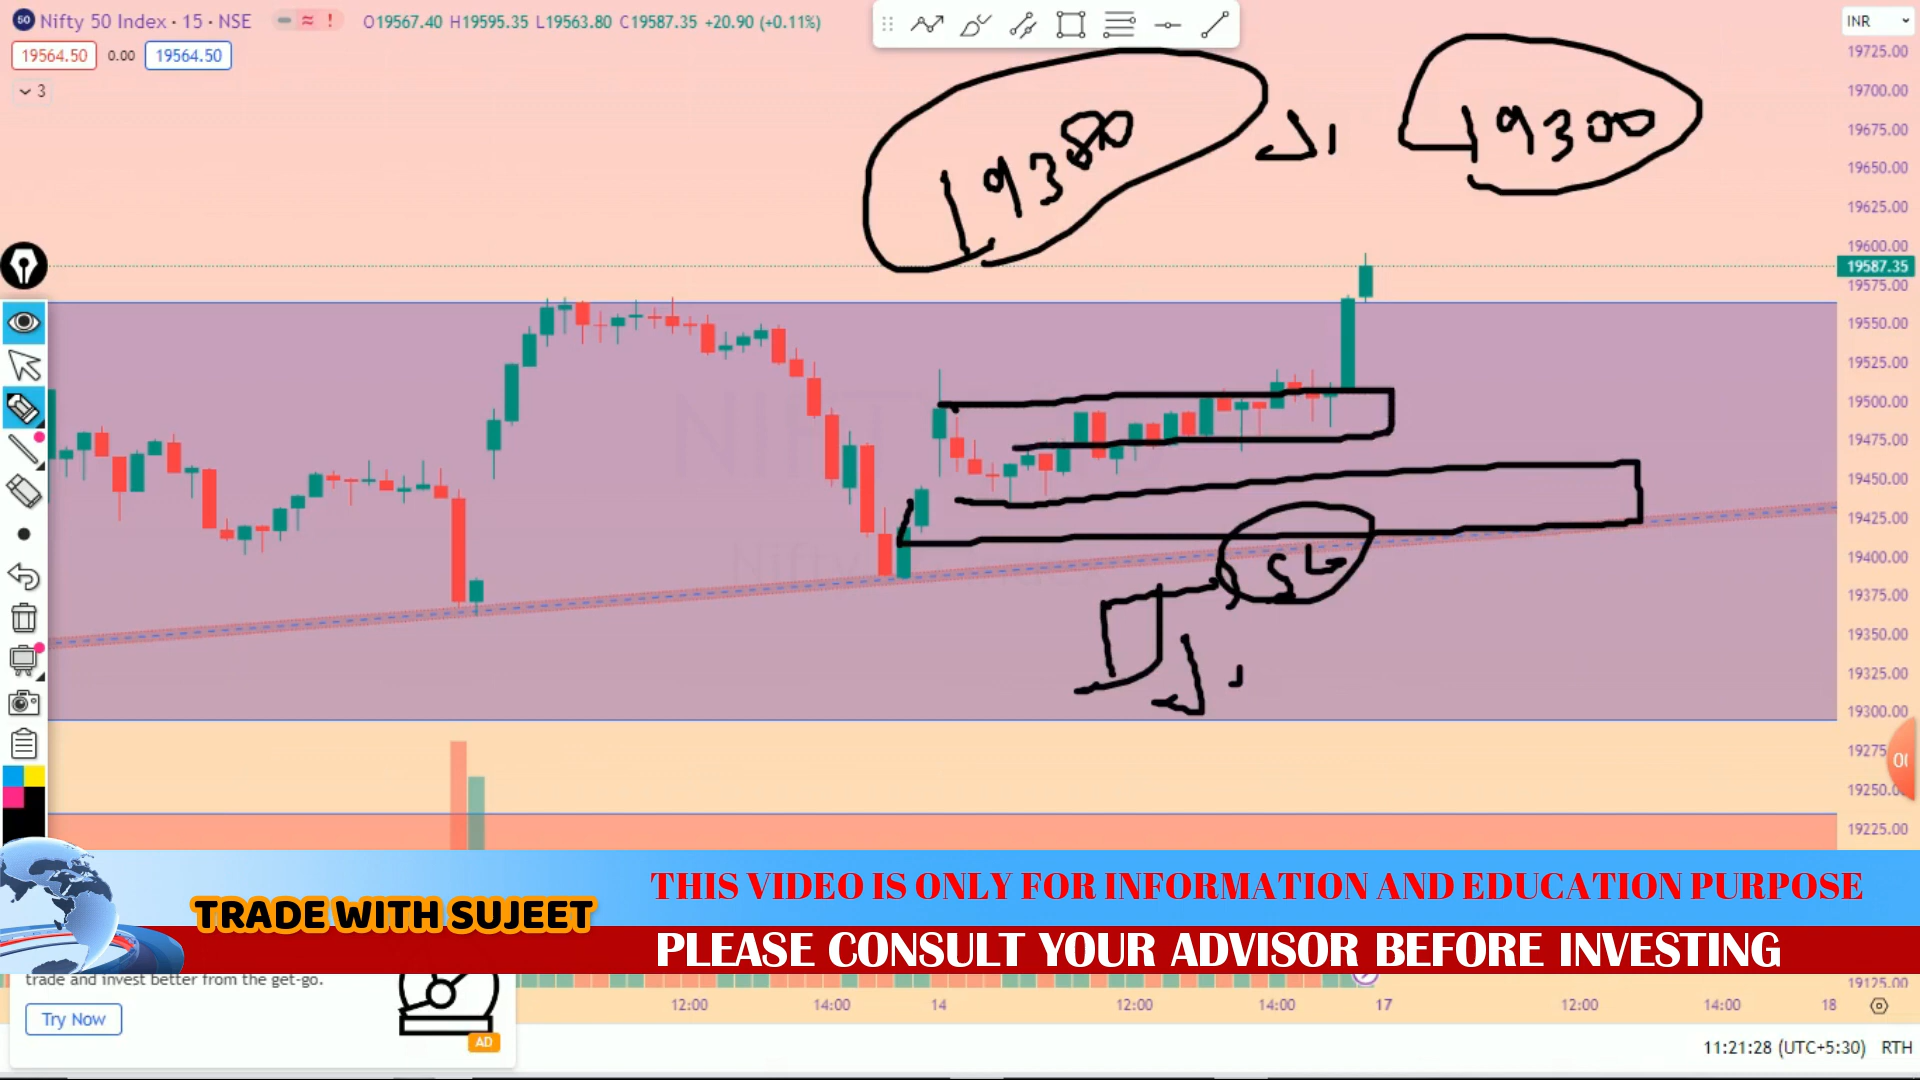 50 Nifty 50 Index · 15 · NSE
O19567.40 H19595.35 L19563.80 C19587.35 +20.90 (+0.11%)
INR
19564.50 0.00 19564.50
3
19725.00
19700.00
19675.00
19650.00
19625.00
19600.00
19587.35
19575.00
19550.00
19525.00
19500.00
19475.00
19450.00
19425.00
19400.00
19375.00
19350.00
19325.00
19300.00
19275
19250.
19225.00
19125.00
19380
19300
SL
TRADE WITH SUJEET
THIS VIDEO IS ONLY FOR INFORMATION AND EDUCATION PURPOSE
PLEASE CONSULT YOUR ADVISOR BEFORE INVESTING
trade and invest better from the get-go.
Try Now
AD
12:00 14:00 14 12:00 14:00 17 12:00 14:00 18
11:21:28 (UTC+5:30) RTH